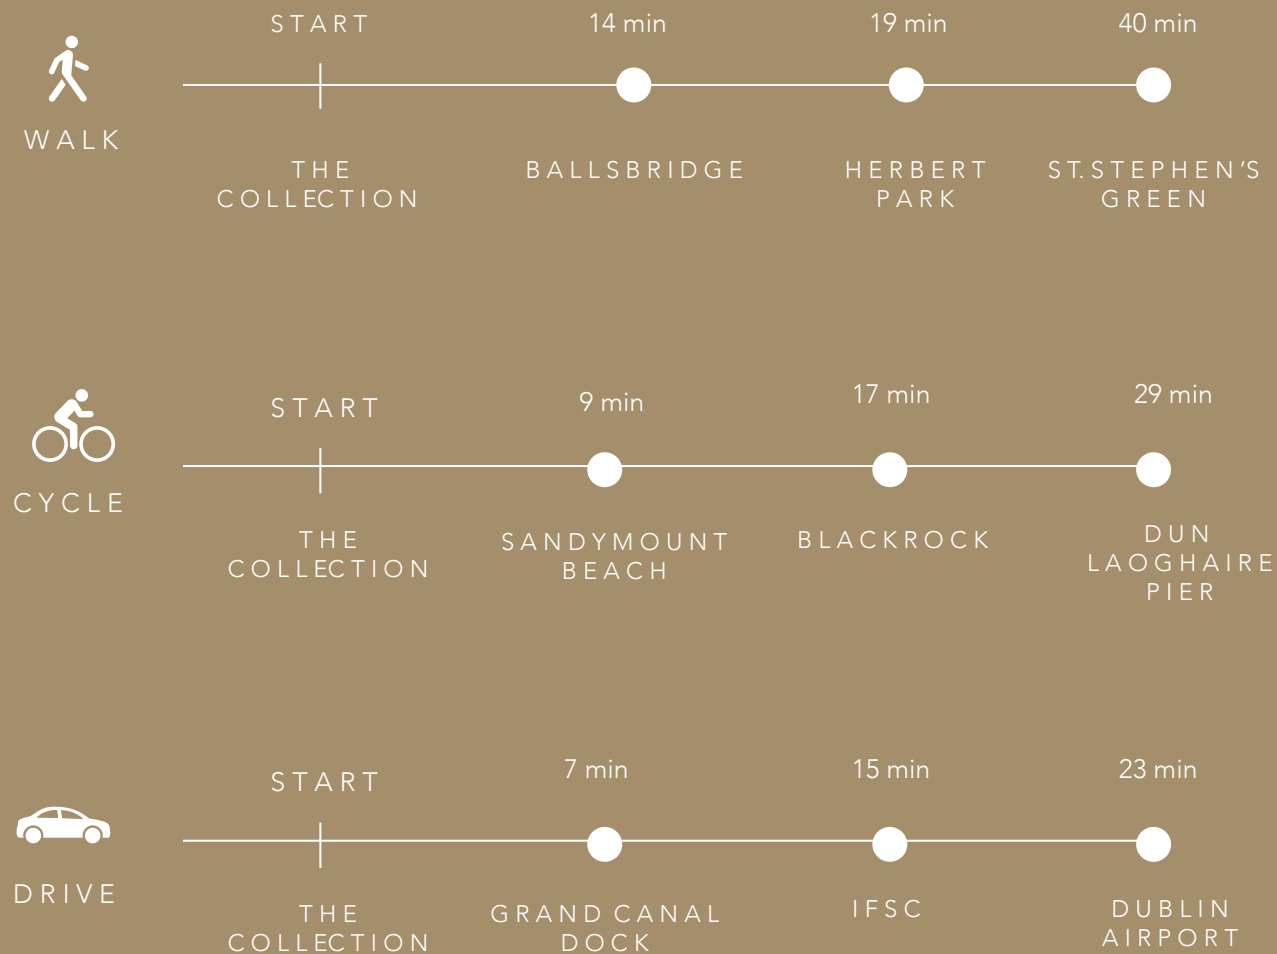 START 14 min 19 min 40 min
WALK
THE BALLSBRIDGE HERBERT ST. STEPHEN’S
COLLECTION PARK GREEN
START 9 min 17 min 29 min
CYCLE
THE SANDYMOUNT BLACKROCK DUN
COLLECTION BEACH LAOGHAIRE
PIER
START 7 min 15 min 23 min
DRIVE
THE GRAND CANAL IFSC DUBLIN
COLLECTION DOCK AIRPORT